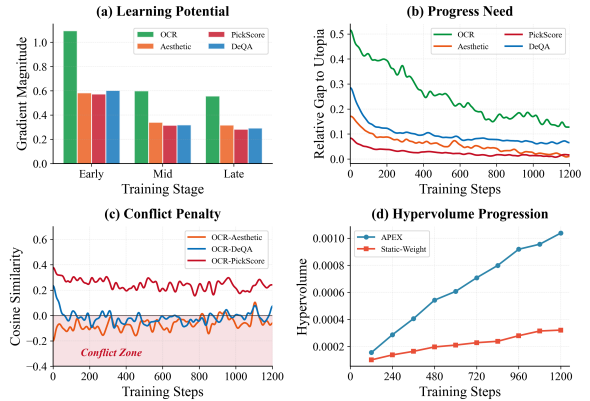 (a) Learning Potential
Gradient Magnitude
1.0
0.8
0.6
0.4
0.2
0.0
OCR
Aesthetic
PickScore
DeQA
Early
Mid
Late
Training Stage
(b) Progress Need
Relative Gap to Utopia
0.5
0.4
0.3
0.2
0.1
0.0
OCR
Aesthetic
PickScore
DeQA
0
200
400
600
800
1000
1200
Training Steps
(c) Conflict Penalty
Cosine Similarity
0.6
0.4
0.2
0.0
−0.2
−0.4
OCR-Aesthetic
OCR-DeQA
OCR-PickScore
Conflict Zone
0
200
400
600
800
1000
1200
Training Steps
(d) Hypervolume Progression
Hypervolume
0.0010
0.0008
0.0006
0.0004
0.0002
APEX
Static-Weight
0
240
480
720
960
1200
Training Steps